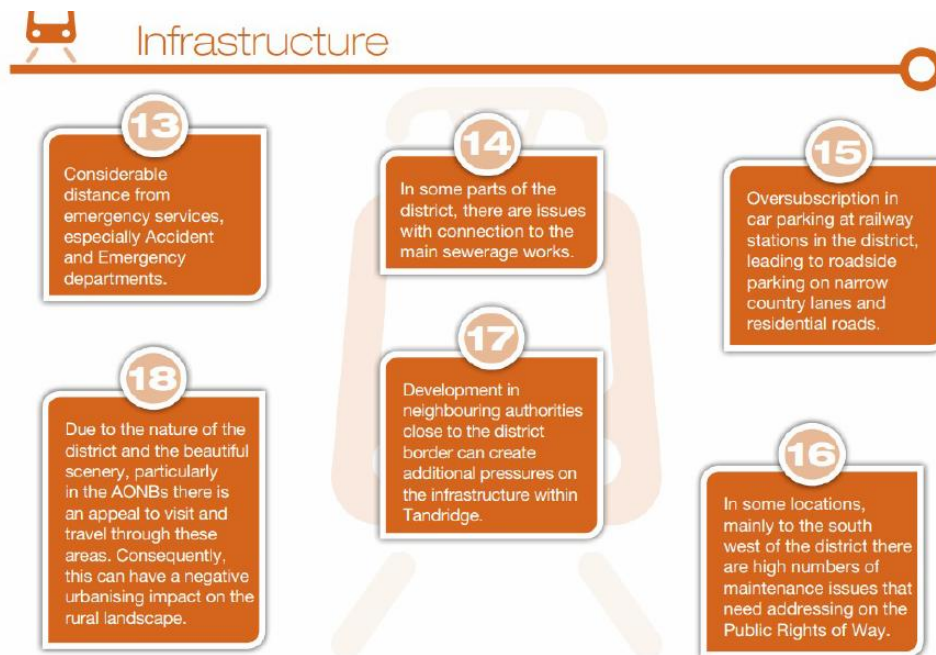 Infrastructure
13
Considerable
distance from
emergency services,
especially Accident
and Emergency
departments.
14
In some parts of the
district, there are issues
with connection to the
main sewerage works.
15
Oversubscription in
car parking at railway
stations in the district,
leading to roadside
parking on narrow
country lanes and
residential roads.
18
Due to the nature of the
district and the beautiful
scenery, particularly
in the AONBs there is
an appeal to visit and
travel through these
areas. Consequently,
this can have a negative
urbanising impact on the
rural landscape.
17
Development in
neighbouring authorities
close to the district
border can create
additional pressures on
the infrastructure within
Tandridge.
16
In some locations,
mainly to the south
west of the district there
are high numbers of
maintenance issues that
need addressing on the
Public Rights of Way.